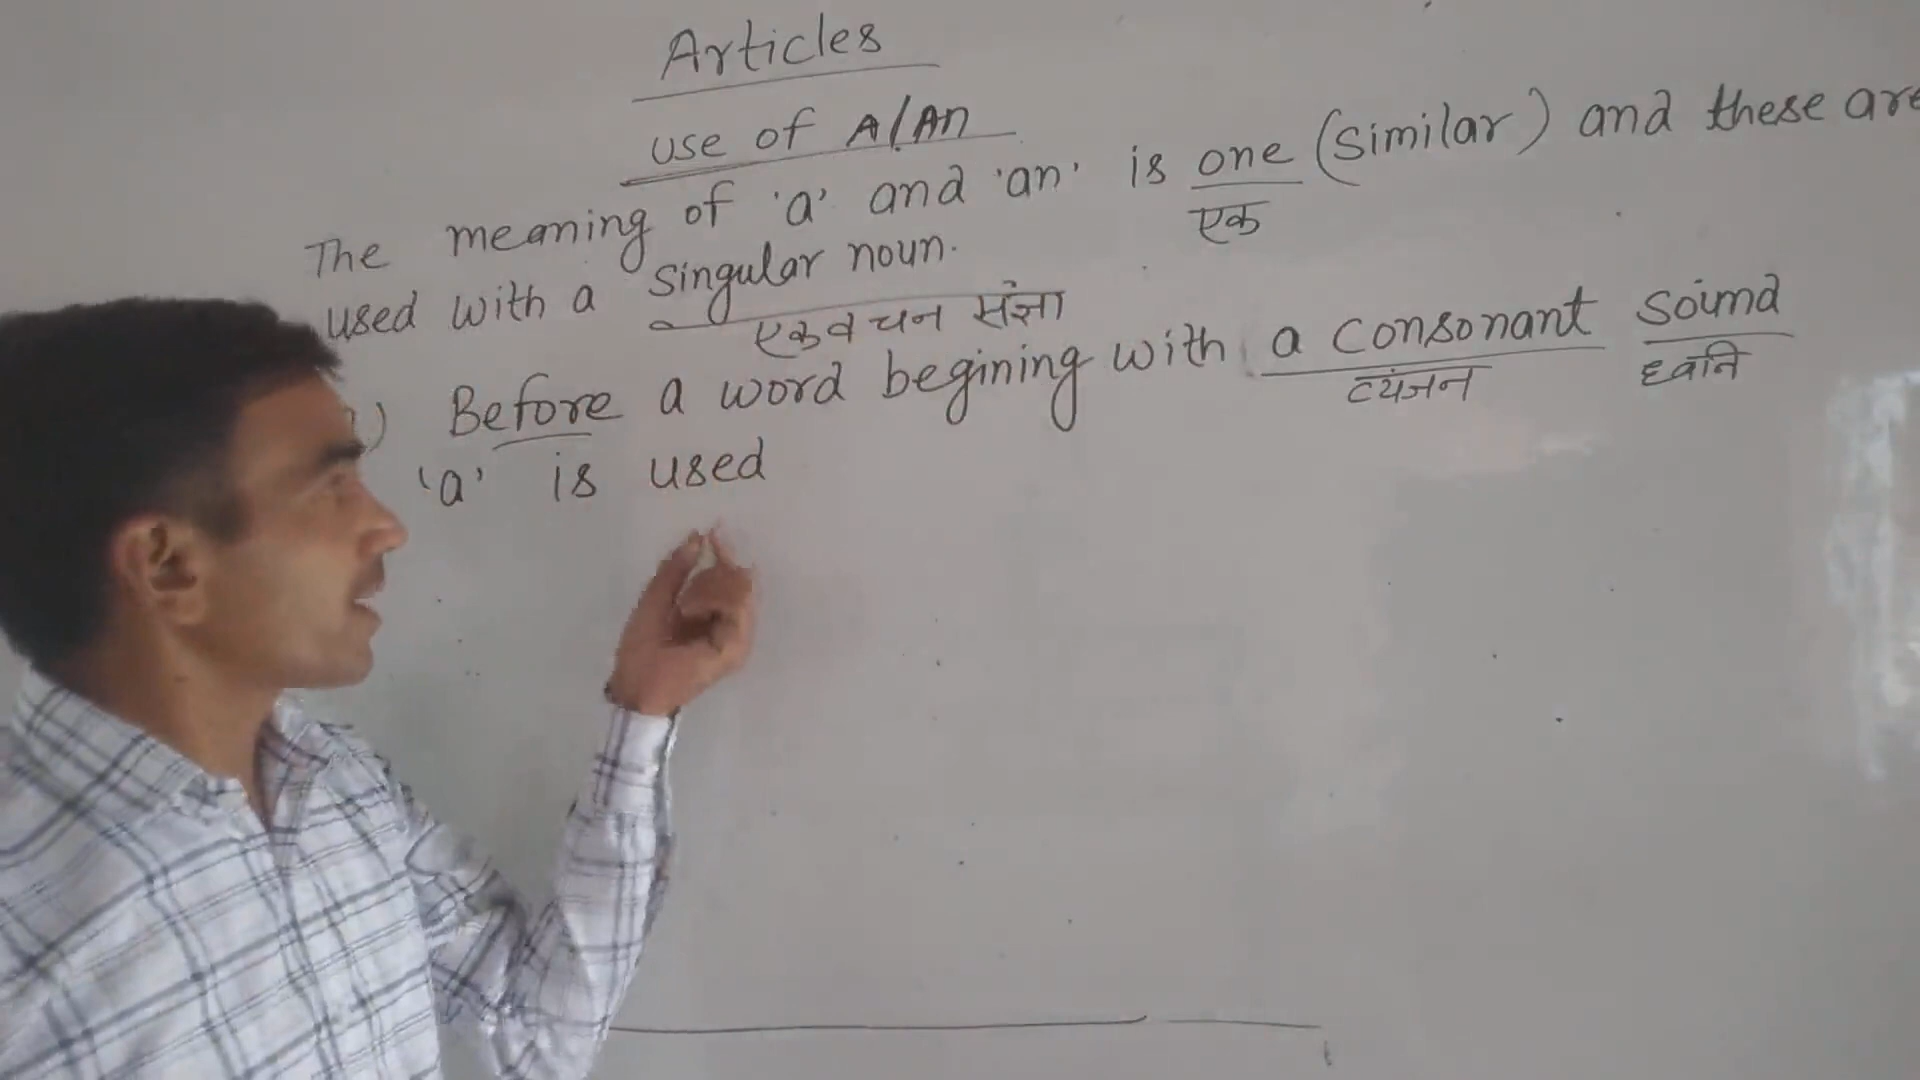 Articles
use of A/An
The meaning of 'a' and 'an' is one (similar) and these are
एक
used with a singular noun.
एकवचन संज्ञा
1) Before a word begining with a consonant sound
व्यंजन ध्वनि
'a' is used